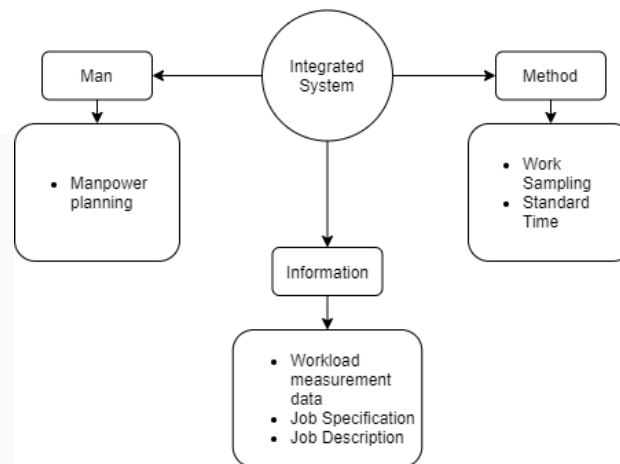 Integrated
System
Man
Method
• Manpower
planning
• Work
Sampling
• Standard
Time
Information
• Workload
measurement
data
• Job Specification
• Job Description